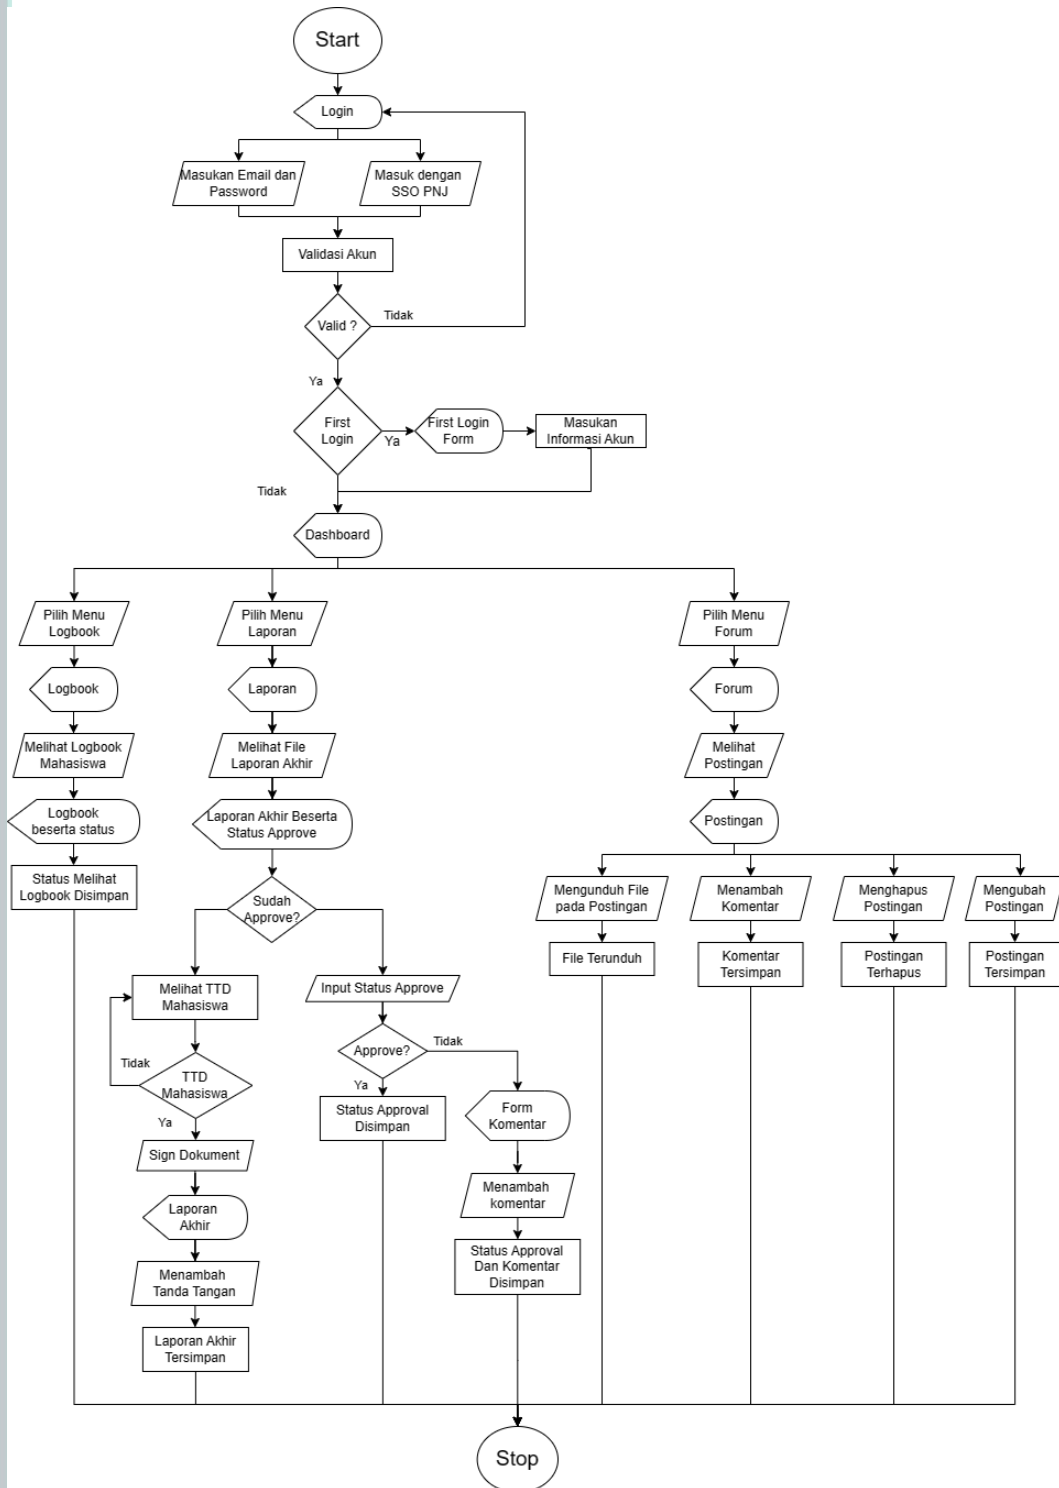 Start
Login
Masukan Email dan
Password
Masuk dengan
SSO PNJ
Validasi Akun
Valid ?
Tidak
Ya
First
Login
Ya
First Login
Form
Masukan
Informasi Akun
Tidak
Dashboard
Pilih Menu
Logbook
Pilih Menu
Laporan
Pilih Menu
Forum
Logbook
Laporan
Forum
Melihat Logbook
Mahasiswa
Melihat File
Laporan Akhir
Melihat
Postingan
Logbook
beserta status
Laporan Akhir Beserta
Status Approve
Postingan
Status Melihat
Logbook Disimpan
Sudah
Approve?
Mengunduh File
pada Postingan
Menambah
Komentar
Menghapus
Postingan
Mengubah
Postingan
File Terunduh
Komentar
Tersimpan
Postingan
Terhapus
Postingan
Tersimpan
Melihat TTD
Mahasiswa
Input Status Approve
Approve?
Tidak
Tidak
TTD
Mahasiswa
Ya
Ya
Status Approval
Disimpan
Form
Komentar
Sign Dokument
Menambah
komentar
Laporan
Akhir
Status Approval
Dan Komentar
Disimpan
Menambah
Tanda Tangan
Laporan Akhir
Tersimpan
Stop